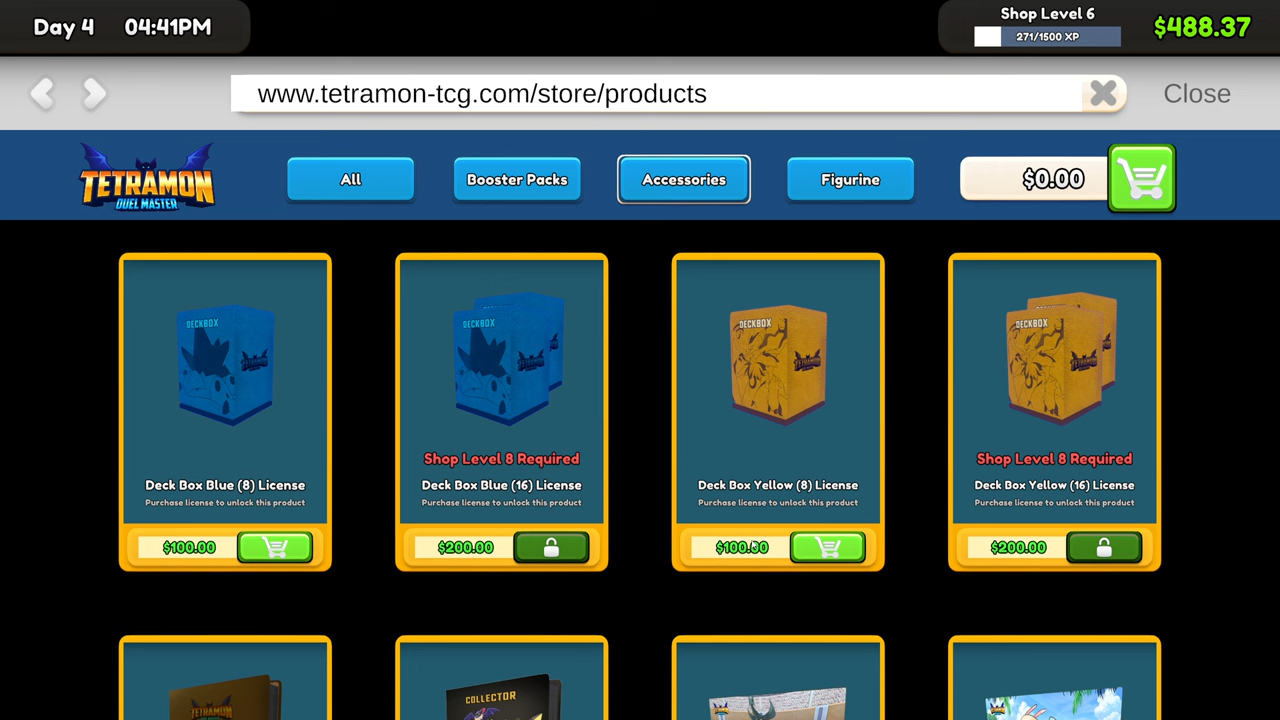 Day 4 04:41PM
Shop Level 6
271/1500 XP
$488.37
www.tetramon-tcg.com/store/products
Close
TETRAMON
DUEL MASTER
All
Booster Packs
Accessories
Figurine
$0.00
DECKBOX
DECKBOX
DECKBOX
DECKBOX
Shop Level 8 Required
Shop Level 8 Required
Deck Box Blue (8) License
Deck Box Blue (16) License
Deck Box Yellow (8) License
Deck Box Yellow (16) License
Purchase license to unlock this product
Purchase license to unlock this product
Purchase license to unlock this product
Purchase license to unlock this product
$100.00
$200.00
$100.00
$200.00
TETRAMON
COLLECTOR